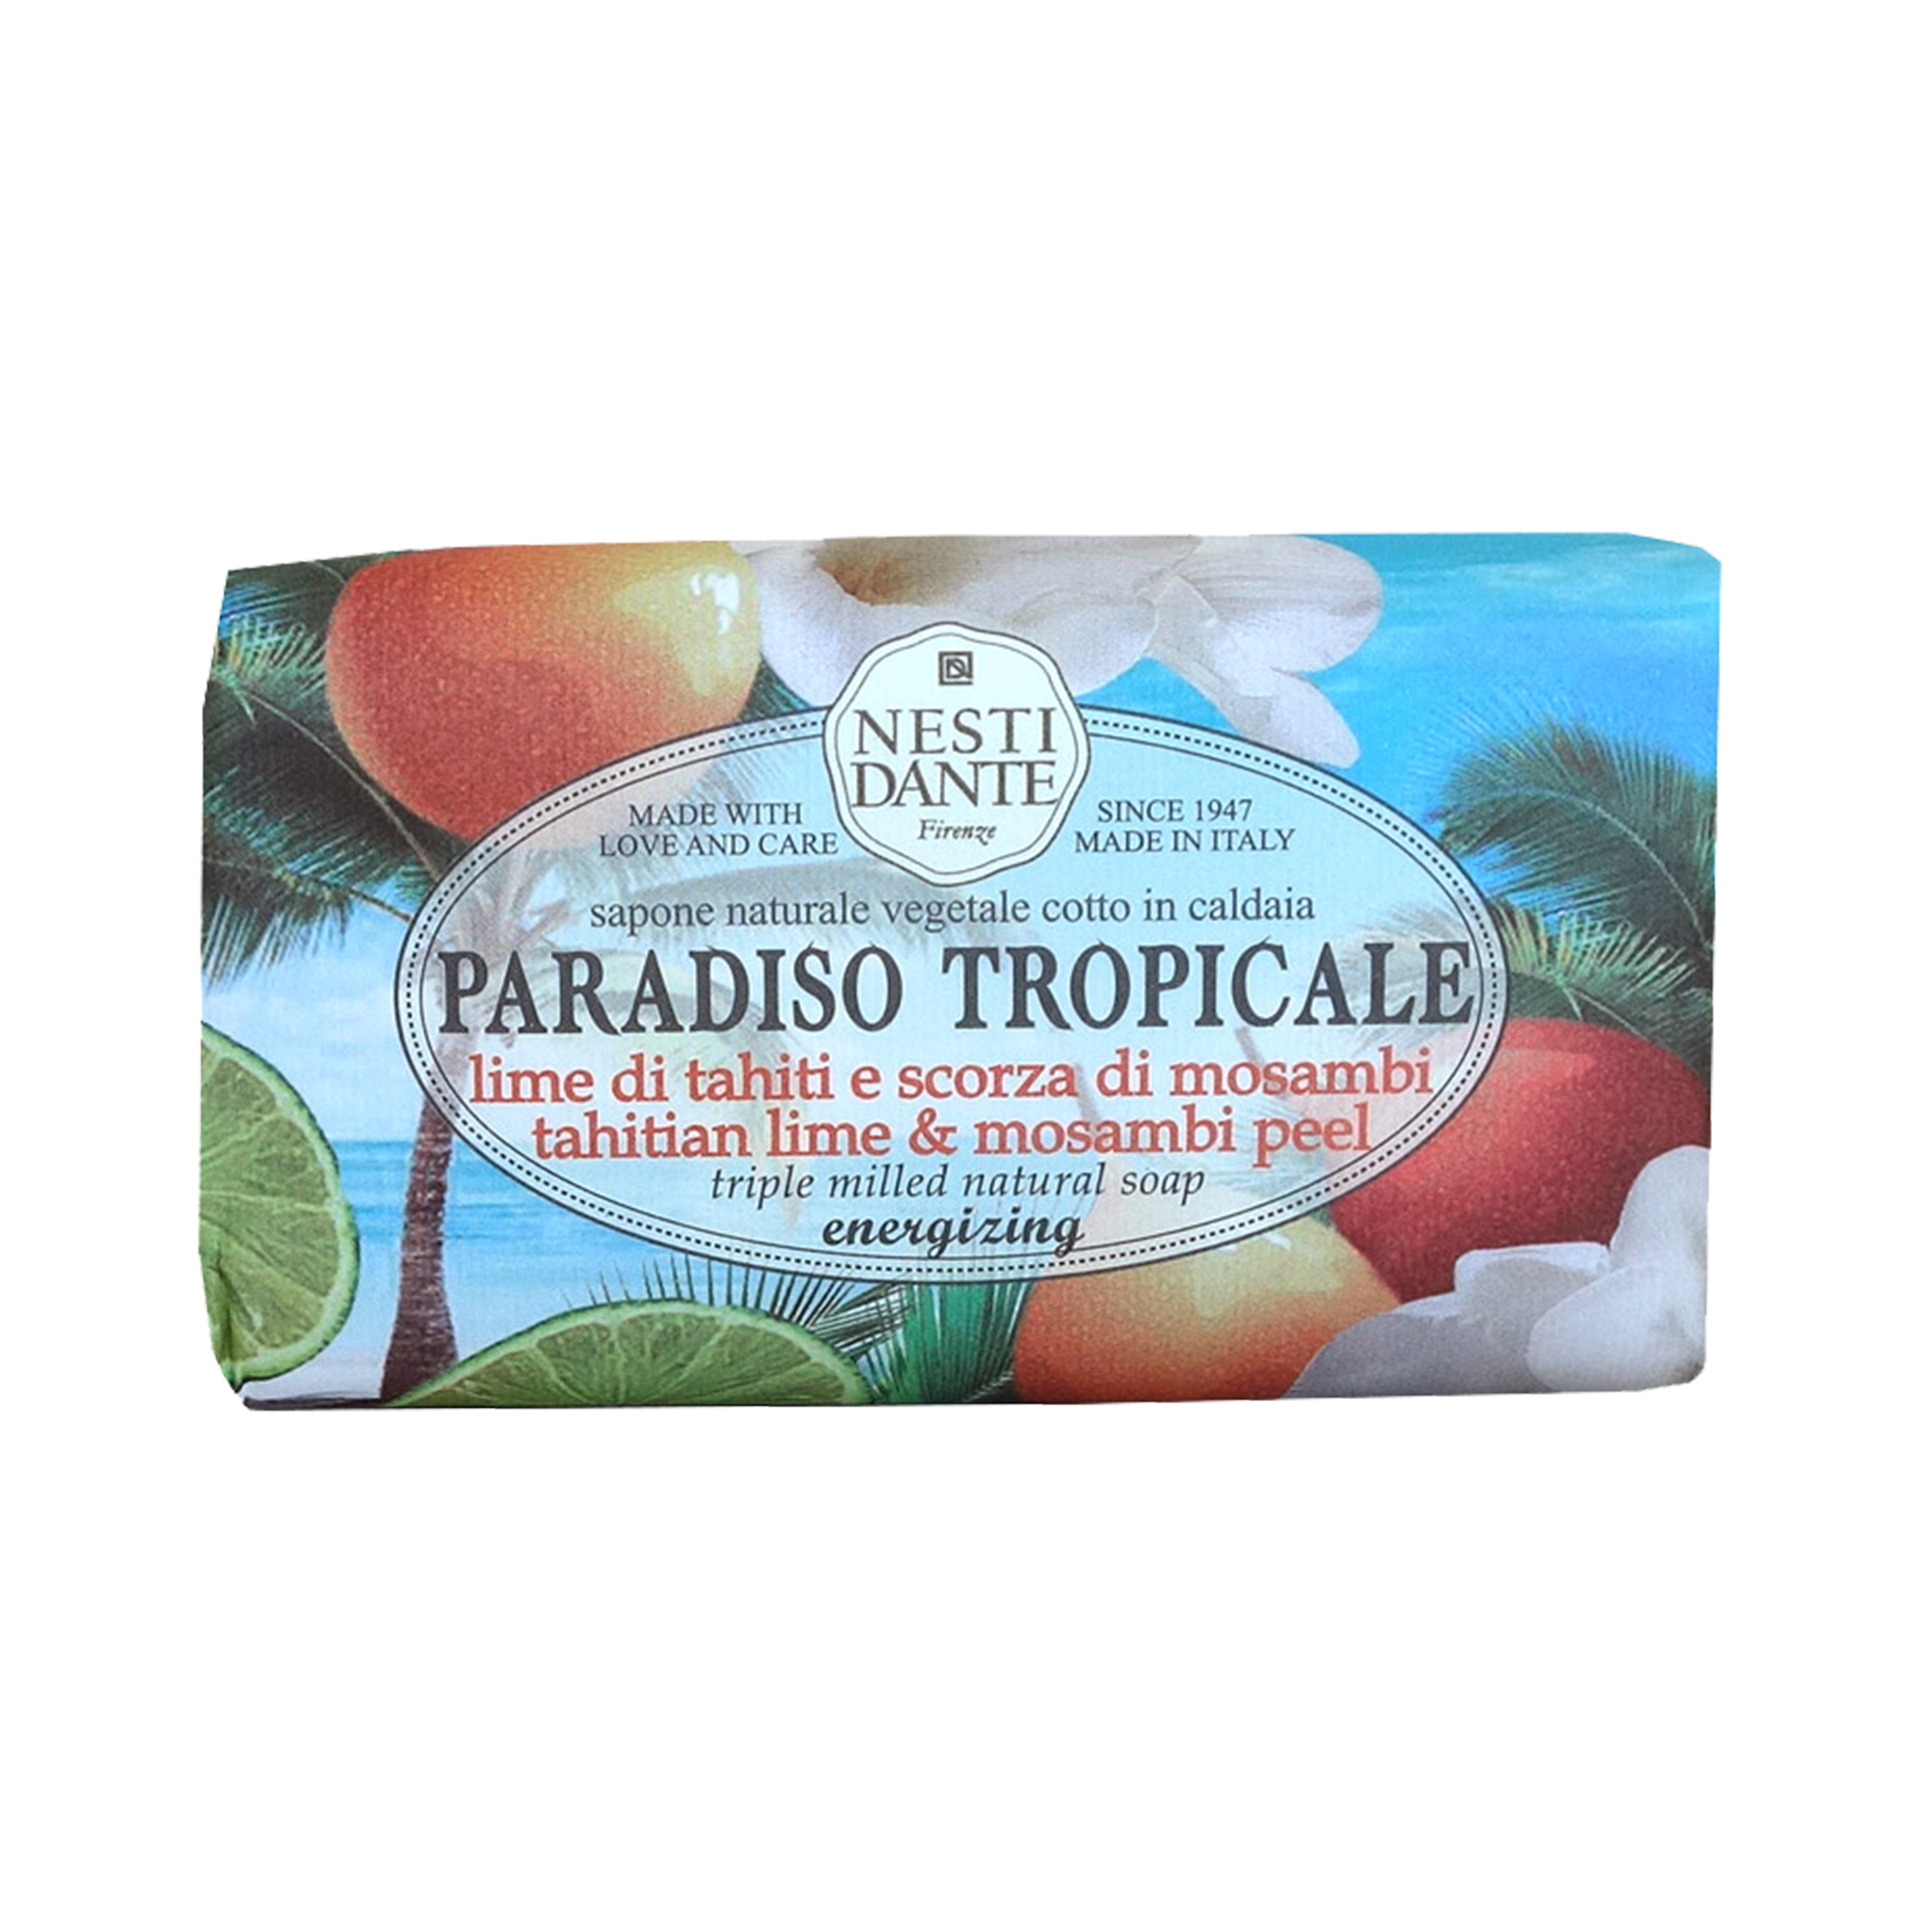 NESTI
DANTE
Firenze
MADE WITH
LOVE AND CARE
SINCE 1947
MADE IN ITALY
sapone naturale vegetale cotto in caldaia
PARADISO TROPICALE
lime di tahiti e scorza di mosambi
tahitian lime & mosambi peel
triple milled natural soap
energizing